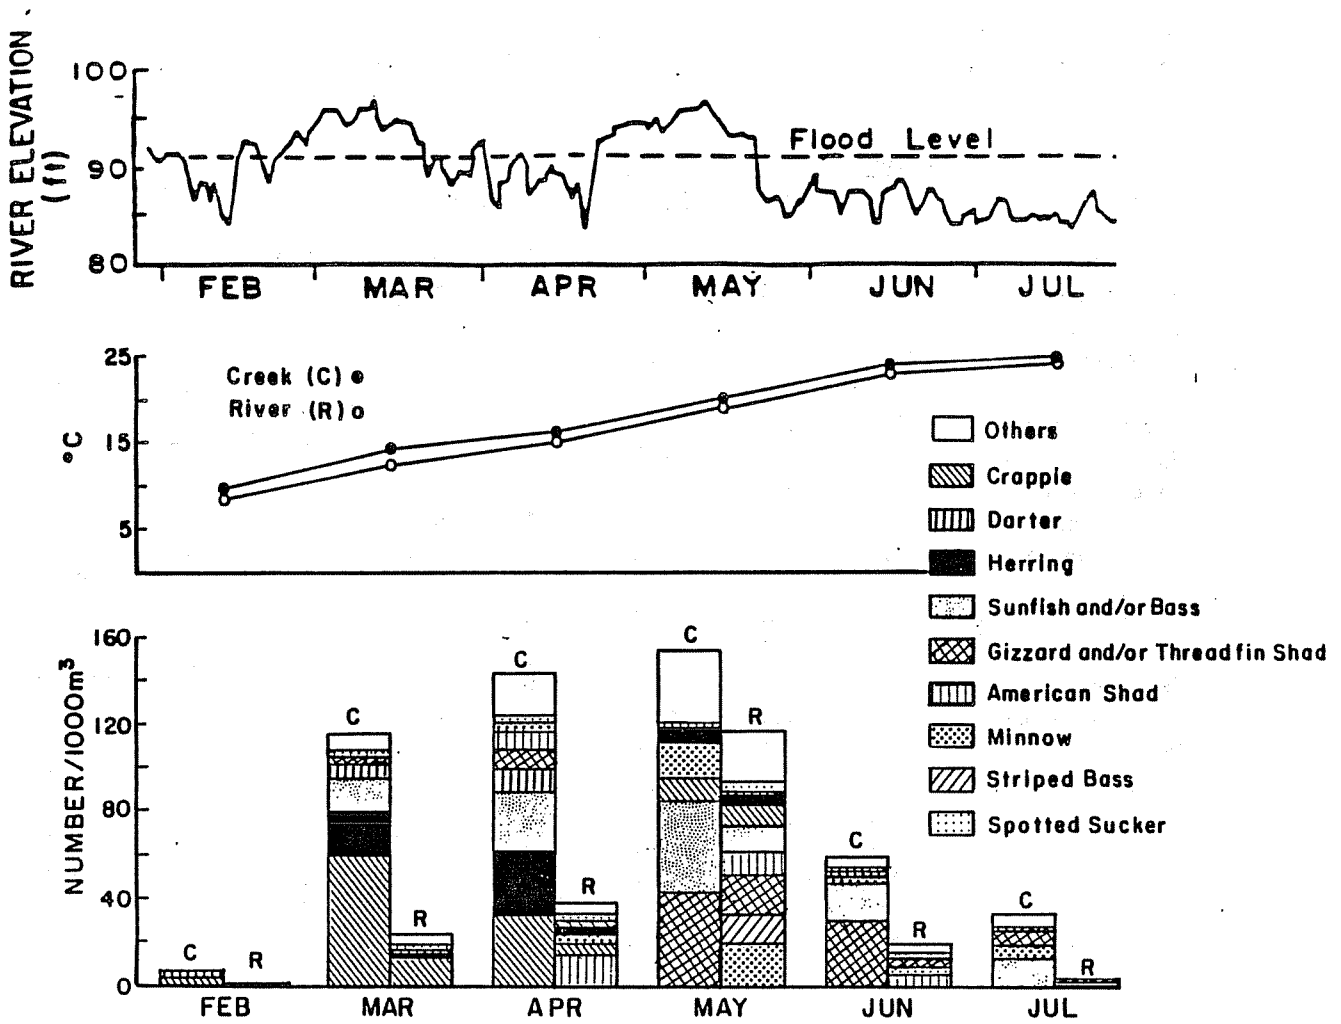 RIVER ELEVATION
(ft)
100
90
80
Flood Level
FEB MAR APR MAY JUN JUL
°C
25
15
5
Creek (C)
River (R)
Others
Crappie
Darter
Herring
Sunfish and/or Bass
Gizzard and/or Threadfin Shad
American Shad
Minnow
Striped Bass
Spotted Sucker
NUMBER/1000m³
160
120
80
40
0
C R C R C R C R C R C R
FEB MAR APR MAY JUN JUL